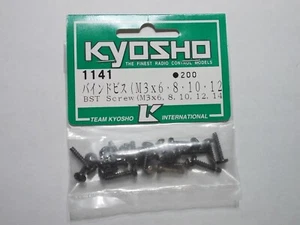 KYOSHO
THE FINEST RADIO CONTROL MODELS
1141 ●200
バインドビス(M3x6・8・10・12
BST Screw(M3x6, 8, 10, 12, 14
TEAM KYOSHO K INTERNATIONAL